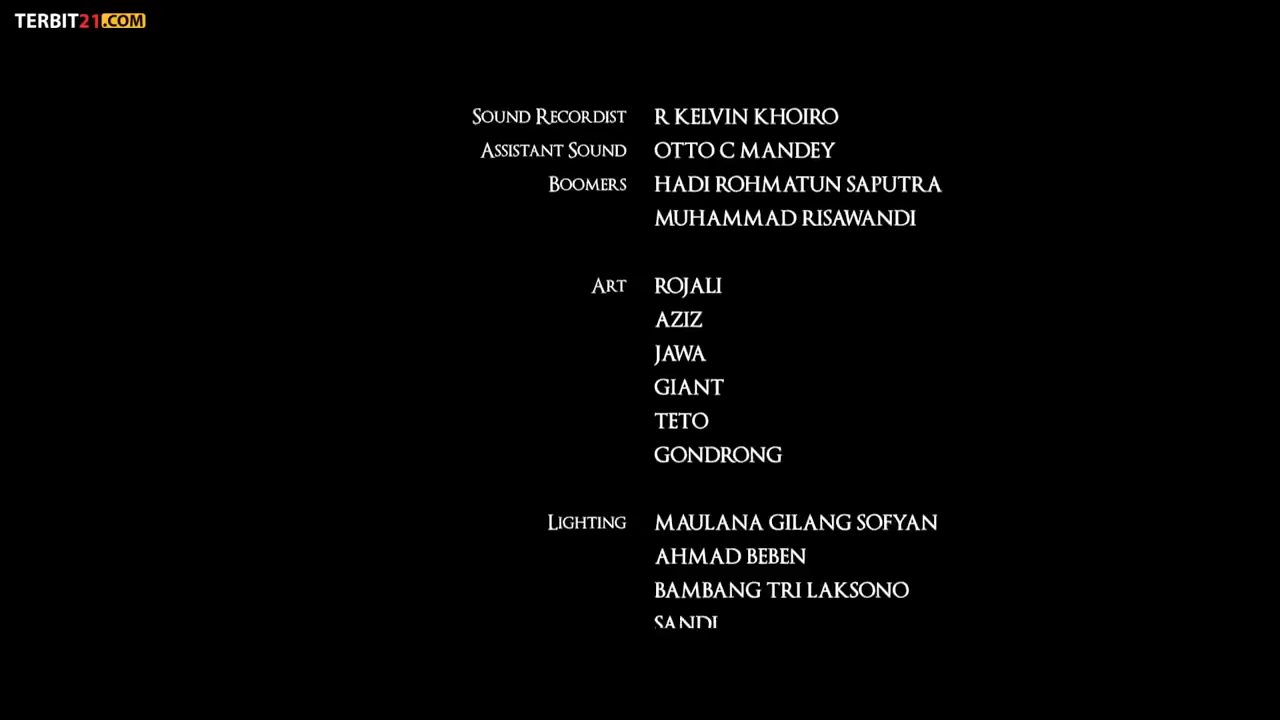 TERBIT21.COM
SOUND RECORDIST R KELVIN KHOIRO
ASSISTANT SOUND OTTO C MANDEY
BOOMERS HADI ROHMATUN SAPUTRA
MUHAMMAD RISAWANDI
ART ROJALI
AZIZ
JAWA
GIANT
TETO
GONDRONG
LIGHTING MAULANA GILANG SOFYAN
AHMAD BEBEN
BAMBANG TRI LAKSONO
SANDI